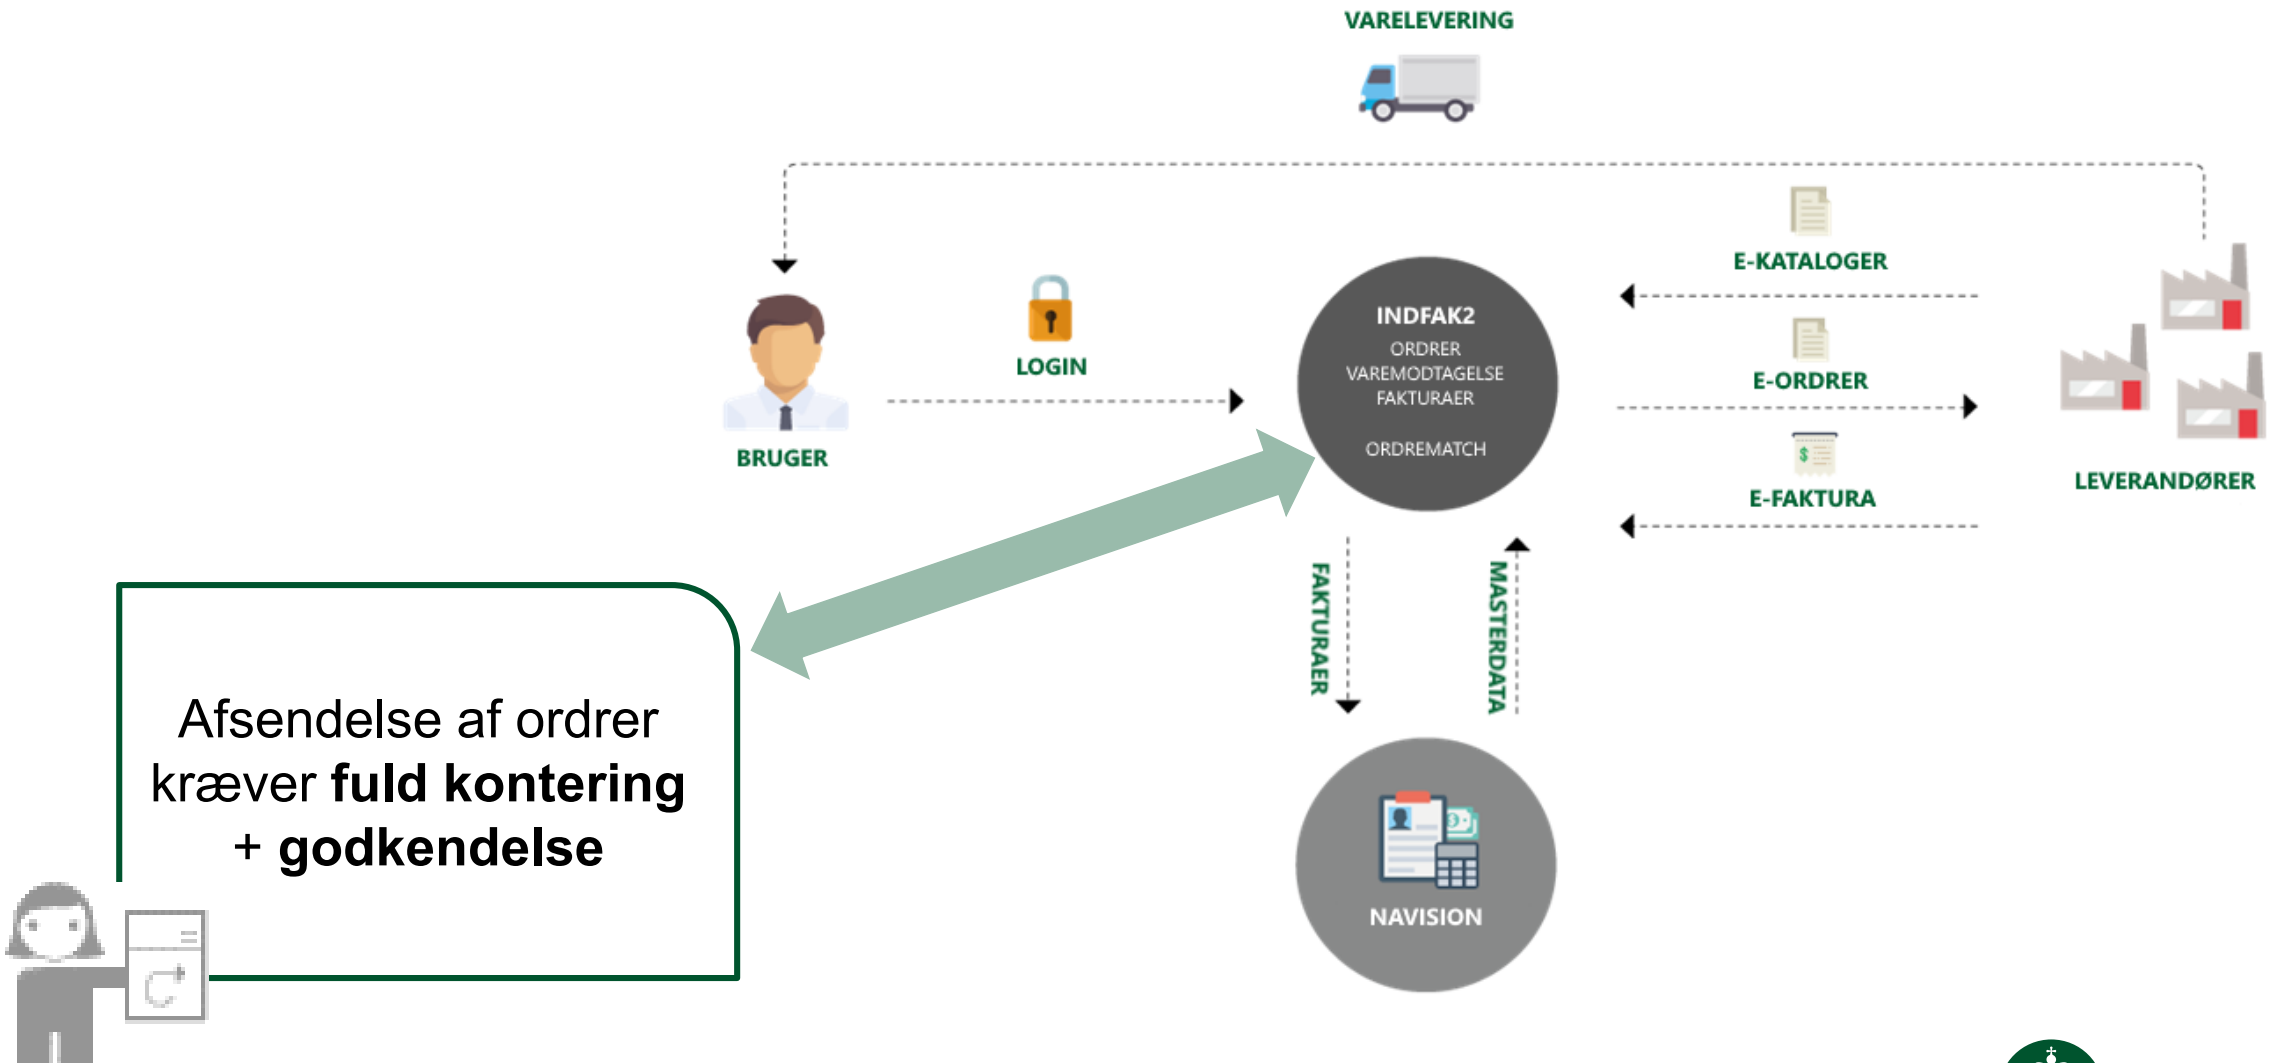 VARELEVERING
E-KATALOGER
INDFAK2
ORDRER
VAREMODTAGELSE
FAKTURAER
ORDREMATCH
LOGIN
E-ORDRER
BRUGER
E-FAKTURA
LEVERANDØRER
FAKTURAER
MASTERDATA
Afsendelse af ordrer
kræver fuld kontering
+ godkendelse
NAVISION